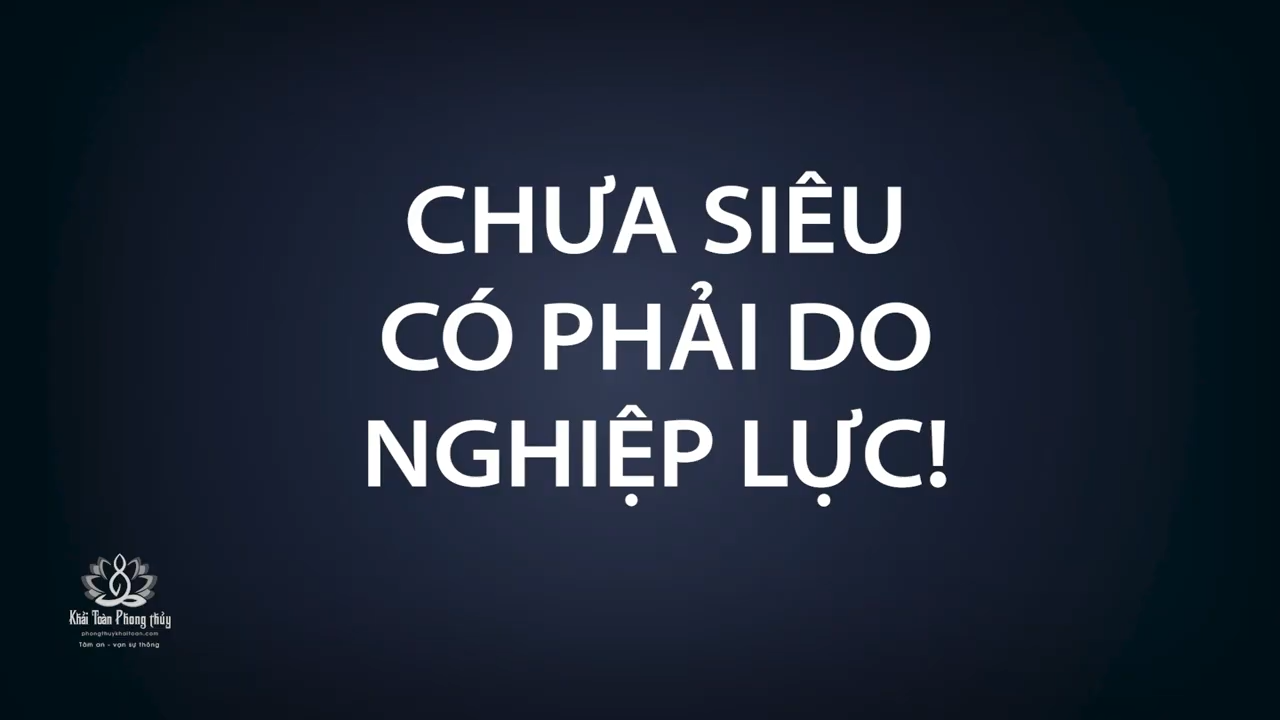 CHƯA SIÊU
CÓ PHẢI DO
NGHIỆP LỰC!
Khải Toàn Phong thủy
phongthuykhaitoan.com
Tâm an - vạn sự thông